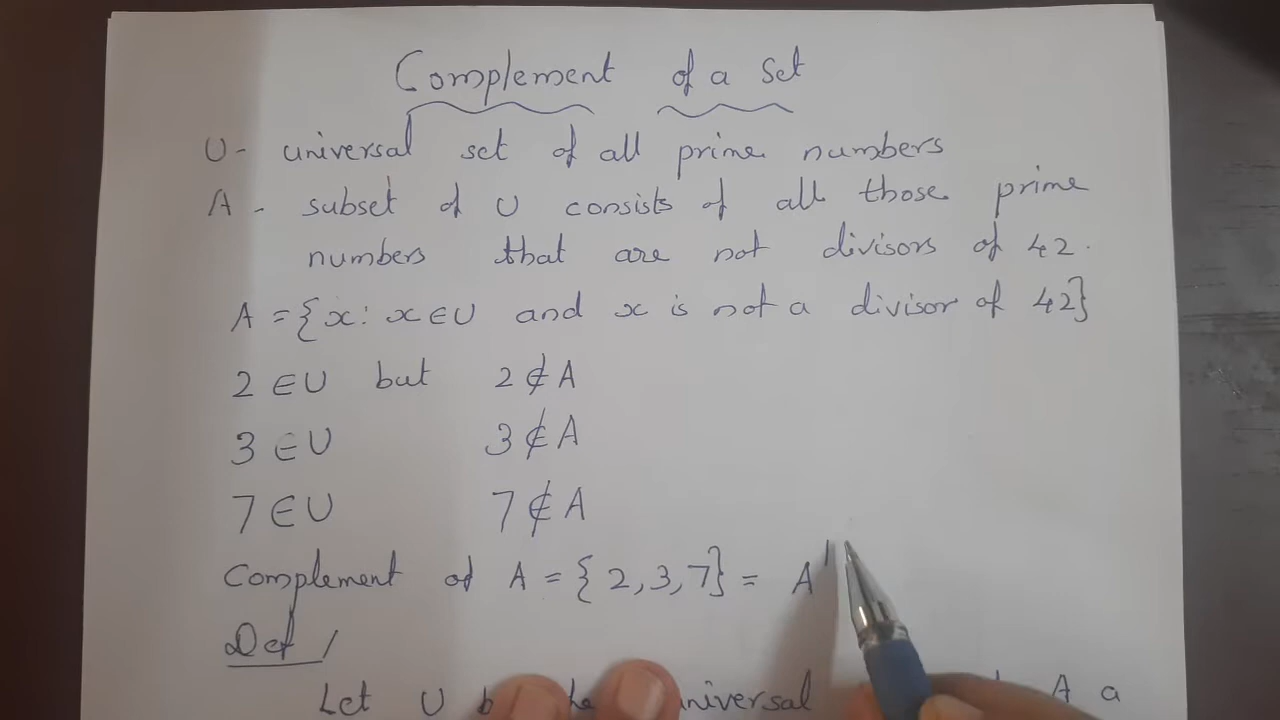 Complement of a Set
U - universal set of all prime numbers
A - subset of U consists of all those prime
numbers that are not divisors of 42.
A = {x : x ∈ U and x is not a divisor of 42}
2 ∈ U but 2 ∉ A
3 ∈ U 3 ∉ A
7 ∈ U 7 ∉ A
Complement of A = {2, 3, 7} = A'
Def /
Let U universal A a